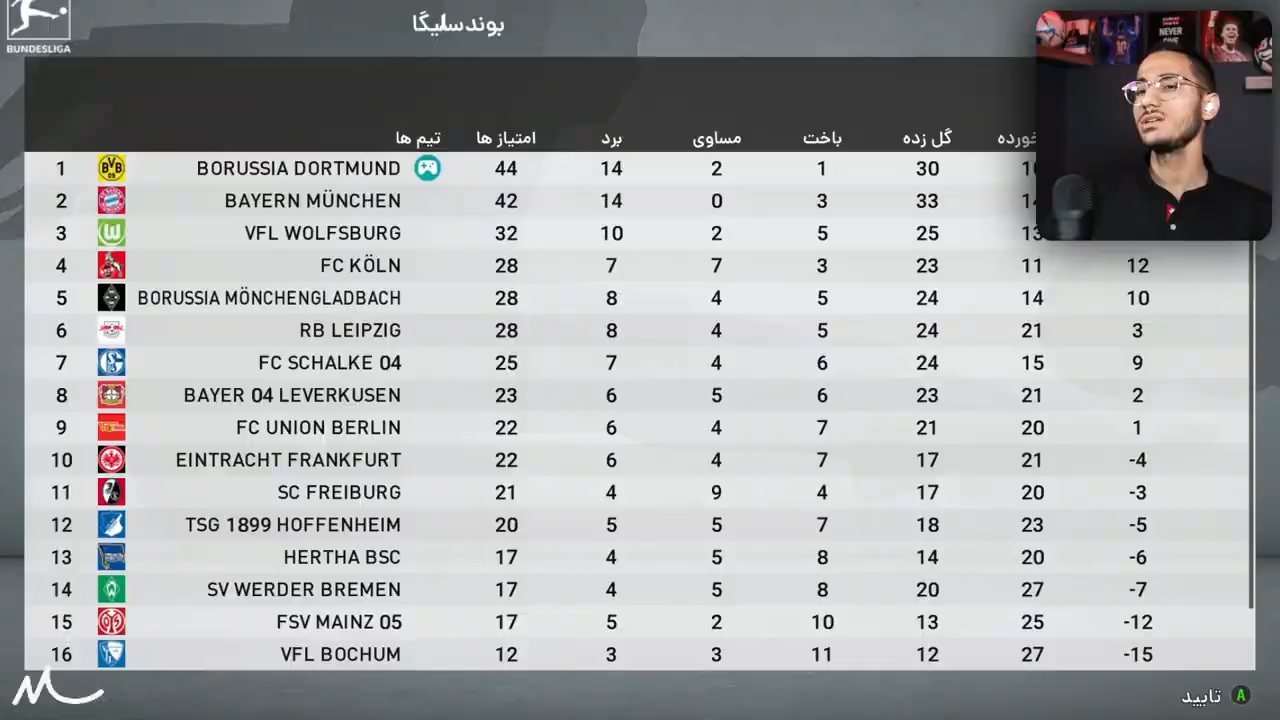 بوندسلیگا
BUNDESLIGA
تیم ها امتیاز ها برد مساوی باخت گل زده
1 BORUSSIA DORTMUND 44 14 2 1 30
2 BAYERN MÜNCHEN 42 14 0 3 33
3 VFL WOLFSBURG 32 10 2 5 25 13
4 FC KÖLN 28 7 7 3 23 11 12
5 BORUSSIA MÖNCHENGLADBACH 28 8 4 5 24 14 10
6 RB LEIPZIG 28 8 4 5 24 21 3
7 FC SCHALKE 04 25 7 4 6 24 15 9
8 BAYER 04 LEVERKUSEN 23 6 5 6 23 21 2
9 FC UNION BERLIN 22 6 4 7 21 20 1
10 EINTRACHT FRANKFURT 22 6 4 7 17 21 -4
11 SC FREIBURG 21 4 9 4 17 20 -3
12 TSG 1899 HOFFENHEIM 20 5 5 7 18 23 -5
13 HERTHA BSC 17 4 5 8 14 20 -6
14 SV WERDER BREMEN 17 4 5 8 20 27 -7
15 FSV MAINZ 05 17 5 2 10 13 25 -12
16 VFL BOCHUM 12 3 3 11 12 27 -15
تایید A